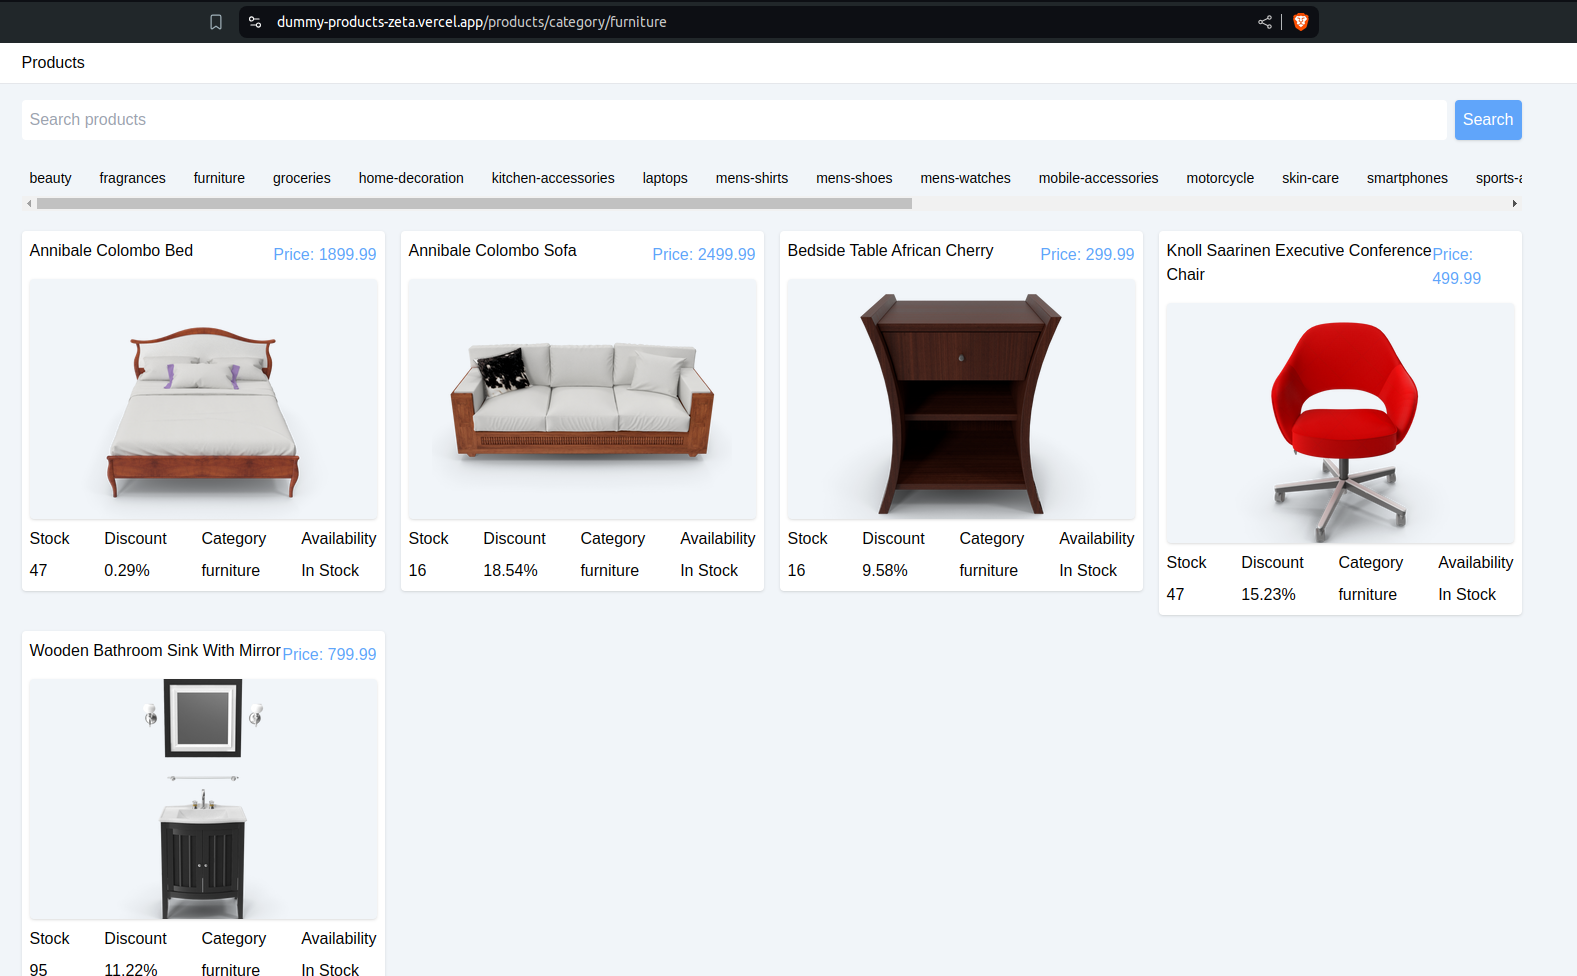 dummy-products-zeta.vercel.app/products/category/furniture
Products
Search products
Search
beauty fragrances furniture groceries home-decoration kitchen-accessories laptops mens-shirts mens-shoes mens-watches mobile-accessories motorcycle skin-care smartphones sports-a
Annibale Colombo Bed
Price: 1899.99
Stock Discount Category Availability
47 0.29% furniture In Stock
Annibale Colombo Sofa
Price: 2499.99
Stock Discount Category Availability
16 18.54% furniture In Stock
Bedside Table African Cherry
Price: 299.99
Stock Discount Category Availability
16 9.58% furniture In Stock
Knoll Saarinen Executive Conference
Chair
Price:
499.99
Stock Discount Category Availability
47 15.23% furniture In Stock
Wooden Bathroom Sink With Mirror
Price: 799.99
Stock Discount Category Availability
95 11.22% furniture In Stock